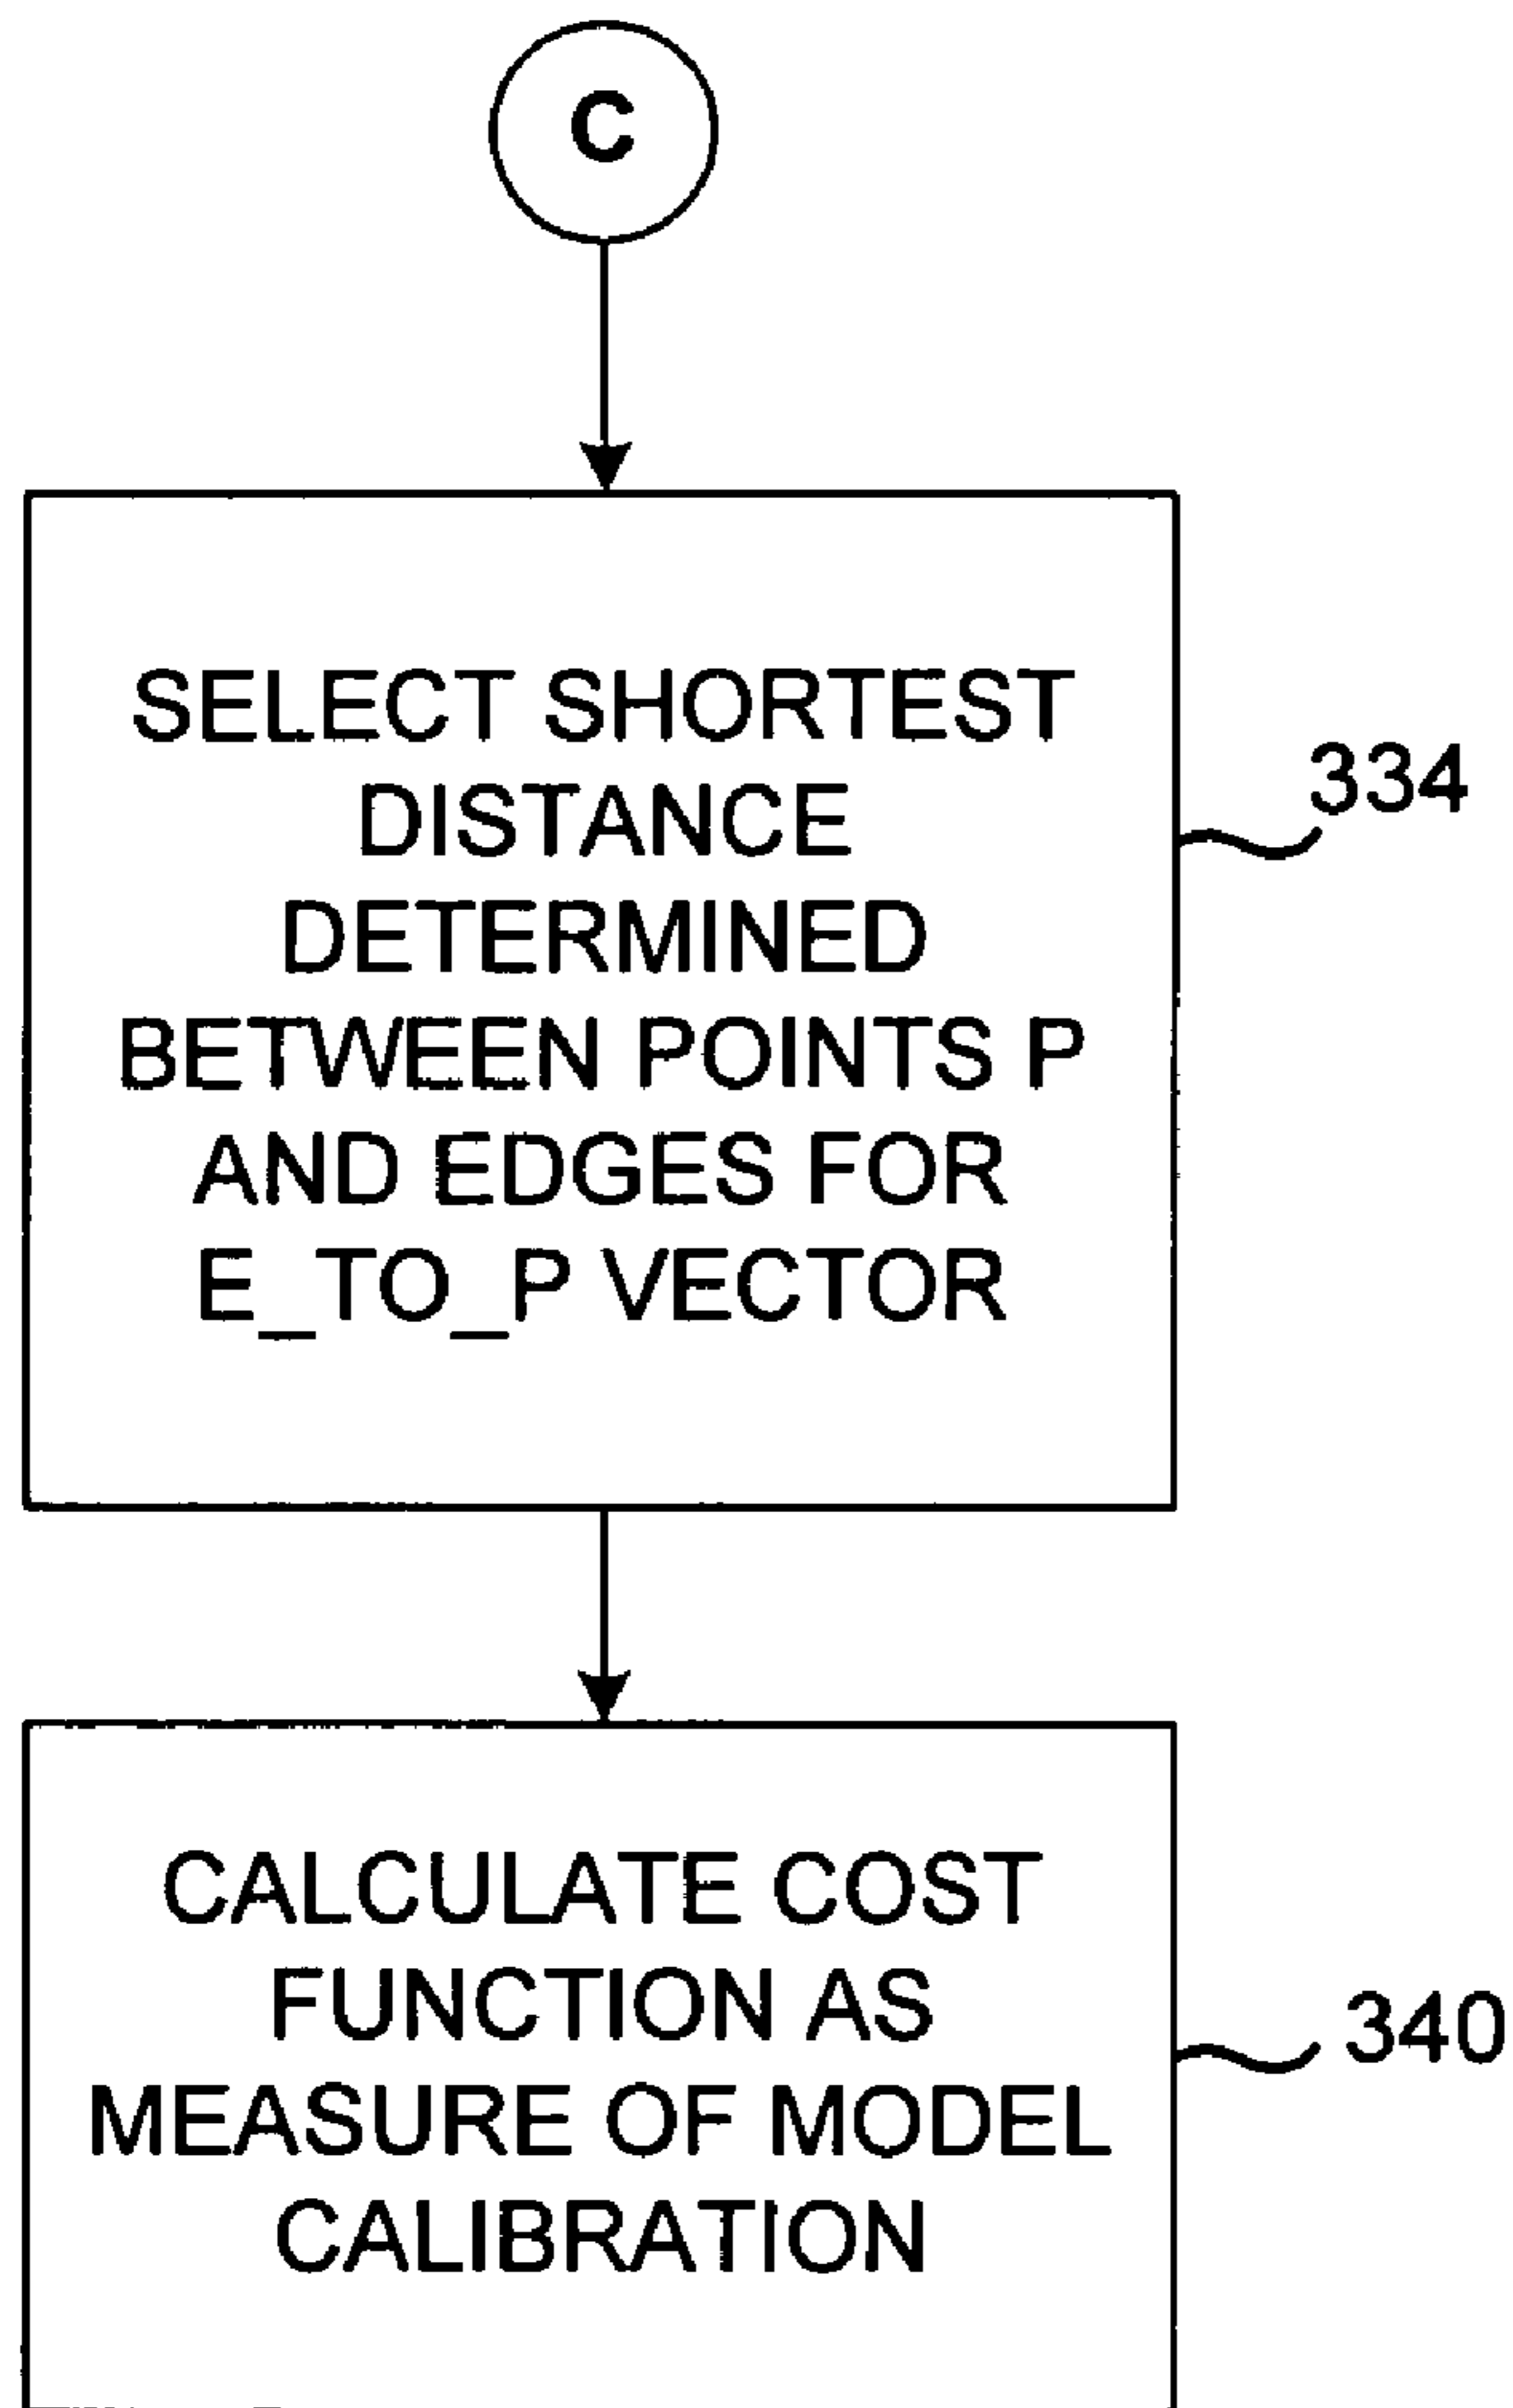 C
SELECT SHORTEST
DISTANCE
DETERMINED
BETWEEN POINTS P
AND EDGES FOR
E_TO_P VECTOR
334
CALCULATE COST
FUNCTION AS
MEASURE OF MODEL
CALIBRATION
340